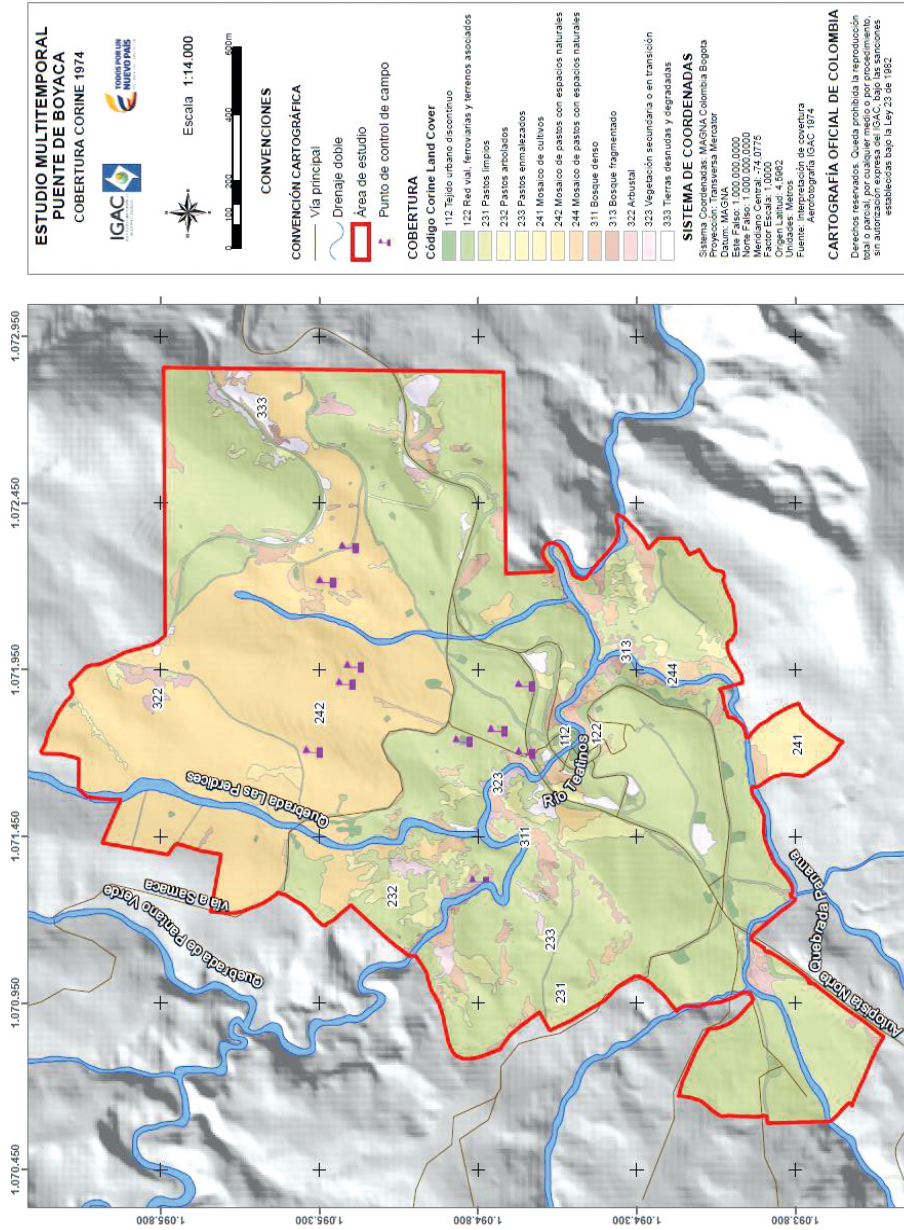 ESTUDIO MULTITEMPORAL
PUENTE DE BOYACA
COBERTURA CORINE 1974
IGAC
TODOS POR UN
NUEVO PAÍS
Escala 1:14.000
0 100 200 400 600m
CONVENCIONES
CONVENCIÓN CARTOGRÁFICA
Vía principal
Drenaje doble
Área de estudio
Punto de control de campo
COBERTURA
Código Corine Land Cover
112 Tejido urbano discontinuo
122 Red vial, ferroviarias y terrenos asociados
231 Pastos limpios
232 Pastos arbolados
233 Pastos enmalezados
241 Mosaico de cultivos
242 Mosaico de pastos con espacios naturales
244 Mosaico de pastos con espacios naturales
311 Bosque denso
313 Bosque fragmentado
322 Arbustal
323 Vegetación secundaria o en transición
333 Tierras desnudas y degradadas
SISTEMA DE COORDENADAS
Sistema Coordenadas: MAGNA Colombia Bogota
Proyección: Transversa Mercator
Datum: MAGNA
Este Falso: 1.000.000,0000
Norte Falso: 1.000.000,0000
Meridiano Central: -74,0775
Factor Escala: 1,0000
Origen Latitud: 4,5962
Unidades: Metros
Fuente: Interpretación de covertura
Aerofotografía IGAC 1974
CARTOGRAFÍA OFICIAL DE COLOMBIA
Derechos reservados. Queda prohibida la reproducción
total o parcial, por cualquier medio o por procedimiento,
sin autorización expresa del IGAC, bajo las sanciones
establecidas bajo la Ley 23 de 1982
1.070.450
1.070.950
1.071.450
1.071.950
1.072.450
1.072.950
1.095.800
1.095.300
1.094.800
1.094.300
1.093.800
333
322
242
Quebrada Las Perdices
vía a Samaca
Quebrada de Pantano Verde
232
323
311
112
122
Río Teatinos
313
244
241
233
231
Quebrada Panama
Autopista Norte